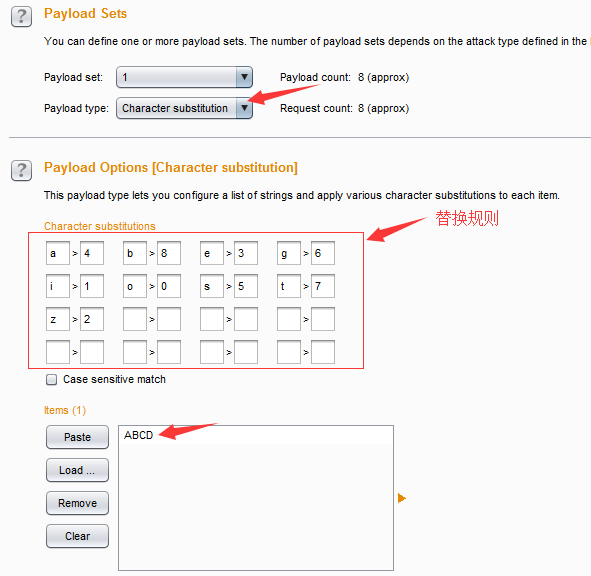 ? Payload Sets
You can define one or more payload sets. The number of payload sets depends on the attack type defined in the
Payload set: 1 Payload count: 8 (approx)
Payload type: Character substitution Request count: 8 (approx)
? Payload Options [Character substitution]
This payload type lets you configure a list of strings and apply various character substitutions to each item.
替换规则
Character substitutions
a > 4 b > 8 e > 3 g > 6
i > 1 o > 0 s > 5 t > 7
z > 2 > > >
> > > >
Case sensitive match
Items (1)
Paste
ABCD
Load ...
Remove
Clear